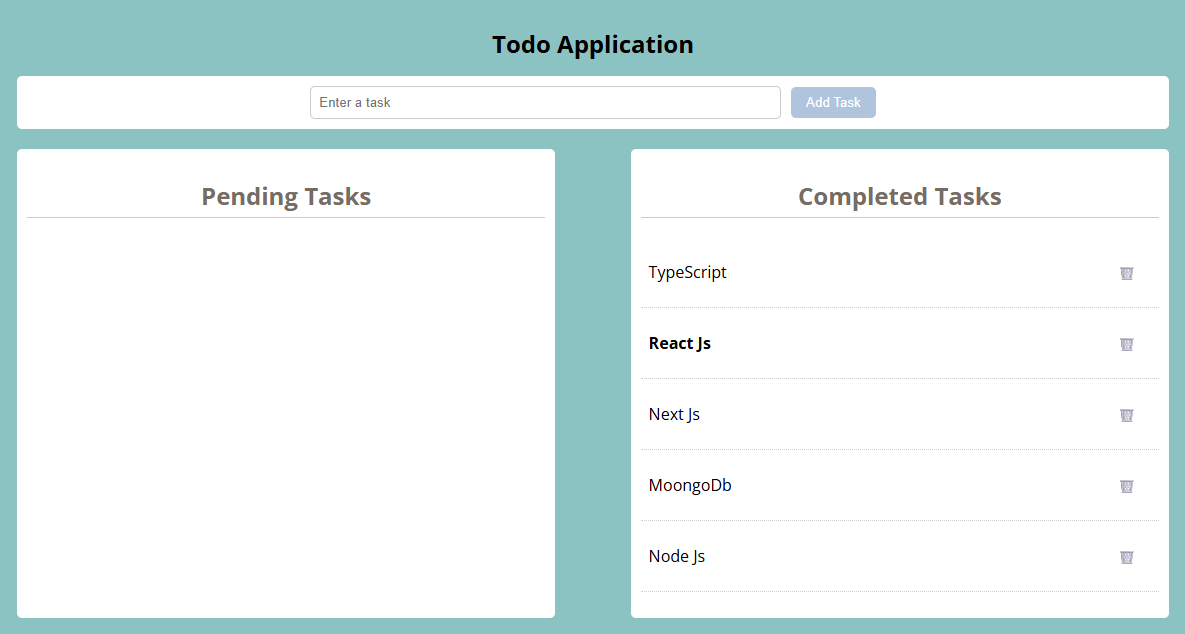 Todo Application
Enter a task
Add Task
Pending Tasks
Completed Tasks
TypeScript
React Js
Next Js
MoongoDb
Node Js